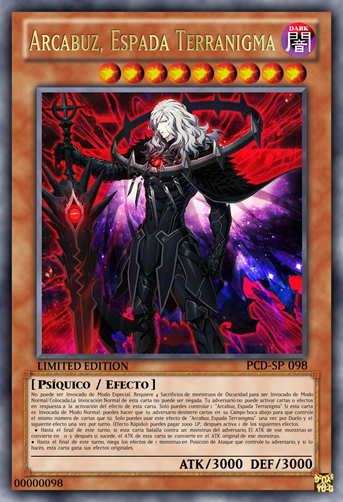 ARCABUZ, ESPADA TERRANIGMA
DARK
闇
LIMITED EDITION
PCD-SP 098
[ PSÍQUICO / EFECTO ]
No puede ser Invocado de Modo Especial. Requiere 4 Sacrificios de monstruos de Oscuridad para ser Invocado de Modo
Normal/Colocada.La Invocación Normal de esta carta no puede ser negada. Tu adversario no puede activar cartas o efectos
en respuesta a la activación del efecto de esta carta. Solo puedes controlar 1 "Arcabuz, Espada Terranigma".Si esta carta
es Invocada de Modo Normal: puedes hacer que tu adversario destierre cartas en su Campo boca abajo para que controle
el mismo número de cartas que tú. Solo puedes usar este efecto de "Arcabuz, Espada Terranigma" una vez por Duelo y el
siguiente efecto una vez por turno. (Efecto Rápido): puedes pagar 2000 LP, después activa 1 de los siguientes efectos.
• Hasta el final de este turno, si esta carta batalla contra un monstruo del adversario, El ATK de ese monstruo se
convierte en 0 y después si sucede, el ATK de esta carta se convierte en el ATK original de ese monstruo.
• Hasta el final de este turno, niega los efectos de 1 monstruo en Posición de Ataque que controle tu adversario, y si lo
haces, esta carta gana sus efectos originales.
ATK/3000 DEF/3000
00000098